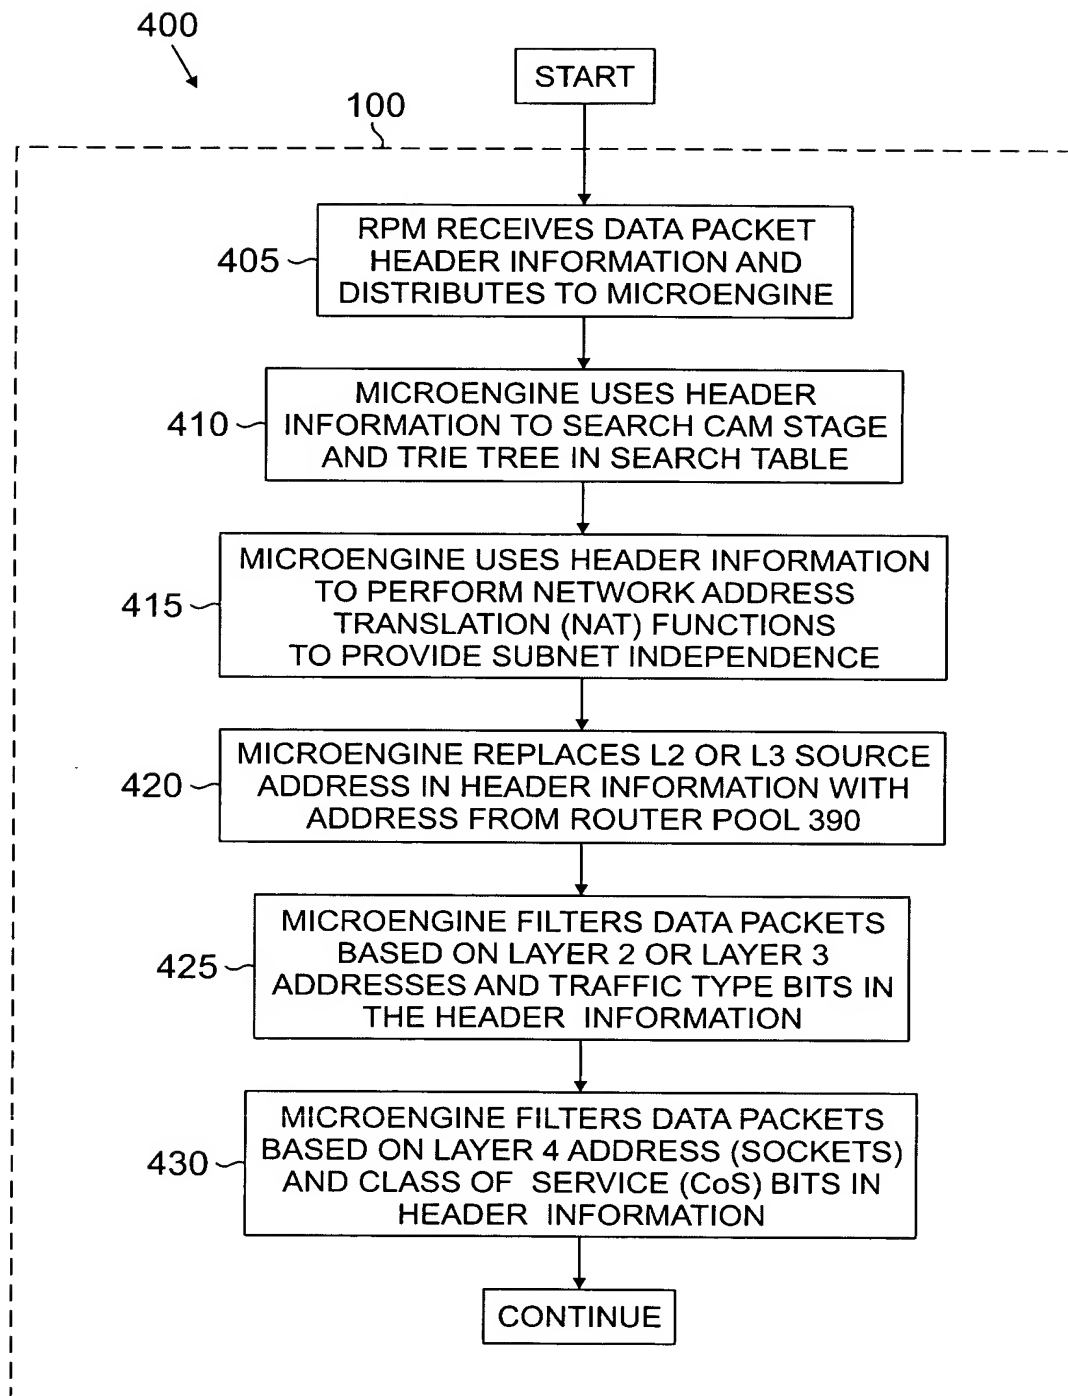 400
START
100
RPM RECEIVES DATA PACKET
HEADER INFORMATION AND
DISTRIBUTES TO MICROENGINE
405
MICROENGINE USES HEADER
INFORMATION TO SEARCH CAM STAGE
AND TRIE TREE IN SEARCH TABLE
410
MICROENGINE USES HEADER INFORMATION
TO PERFORM NETWORK ADDRESS
TRANSLATION (NAT) FUNCTIONS
TO PROVIDE SUBNET INDEPENDENCE
415
MICROENGINE REPLACES L2 OR L3 SOURCE
ADDRESS IN HEADER INFORMATION WITH
ADDRESS FROM ROUTER POOL 390
420
MICROENGINE FILTERS DATA PACKETS
BASED ON LAYER 2 OR LAYER 3
ADDRESSES AND TRAFFIC TYPE BITS IN
THE HEADER INFORMATION
425
MICROENGINE FILTERS DATA PACKETS
BASED ON LAYER 4 ADDRESS (SOCKETS)
AND CLASS OF SERVICE (CoS) BITS IN
HEADER INFORMATION
430
CONTINUE